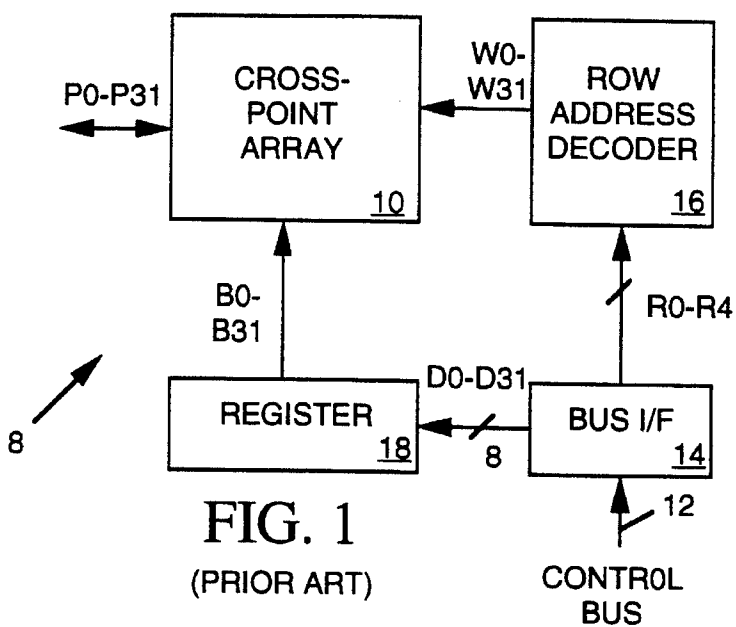 P0-P31
CROSS-
POINT
ARRAY
10
W0-
W31
ROW
ADDRESS
DECODER
16
B0-
B31
R0-R4
D0-D31
8
REGISTER
18
8
BUS I/F
14
12
CONTROL
BUS
FIG. 1
(PRIOR ART)